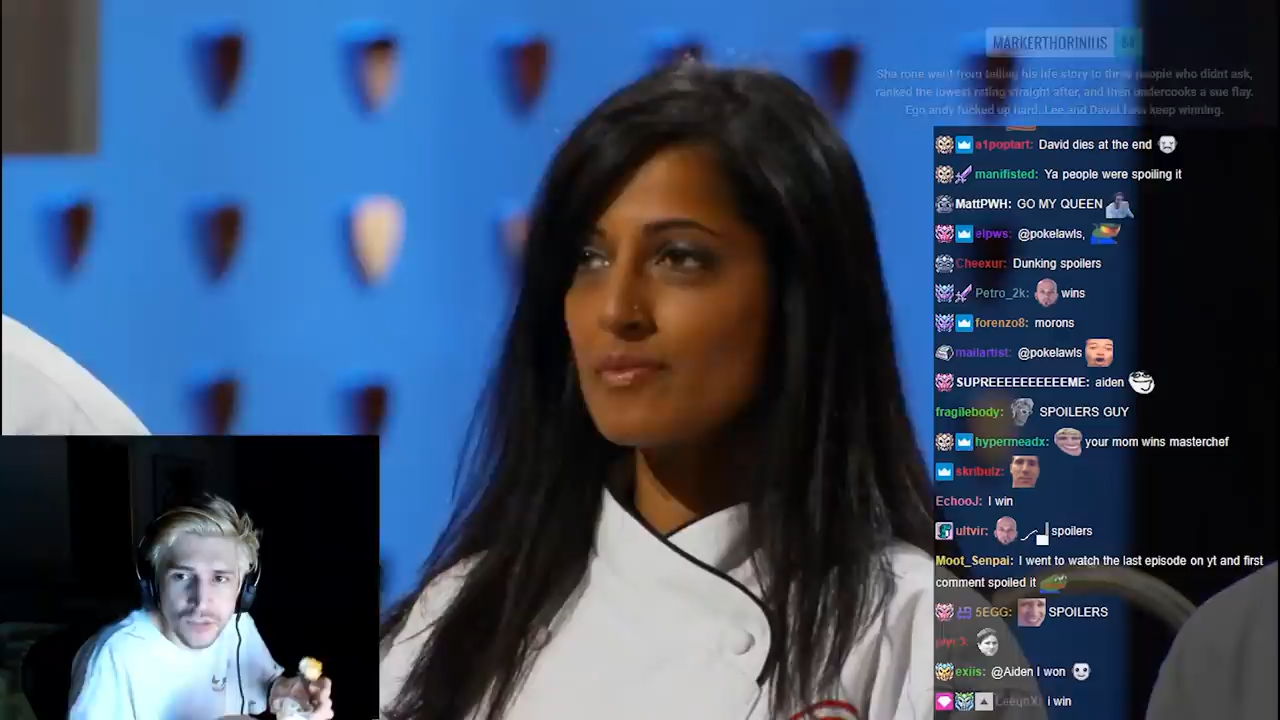 MARKERTHORINIUS 84
Sha rone went from telling his life story to three people who didnt ask,
ranked the lowest rating straight after, and then undercooks a sue flay.
Ego andy fucked up hard. Lee and David keep winning.
a1poptart: David dies at the end
manifisted: Ya people were spoiling it
MattPWH: GO MY QUEEN
elpws: @pokelawls,
Cheexur: Dunking spoilers
Petro_2k: wins
forenzo8: morons
mailartist: @pokelawls
SUPREEEEEEEEEEME: aiden
fragilebody: SPOILERS GUY
hypermeadx: your mom wins masterchef
skribulz:
EchooJ: I win
ultvir: spoilers
Moot_Senpai: I went to watch the last episode on yt and first
comment spoiled it
5EGG: SPOILERS
exiis: @Aiden I won
LeeqnXi i win